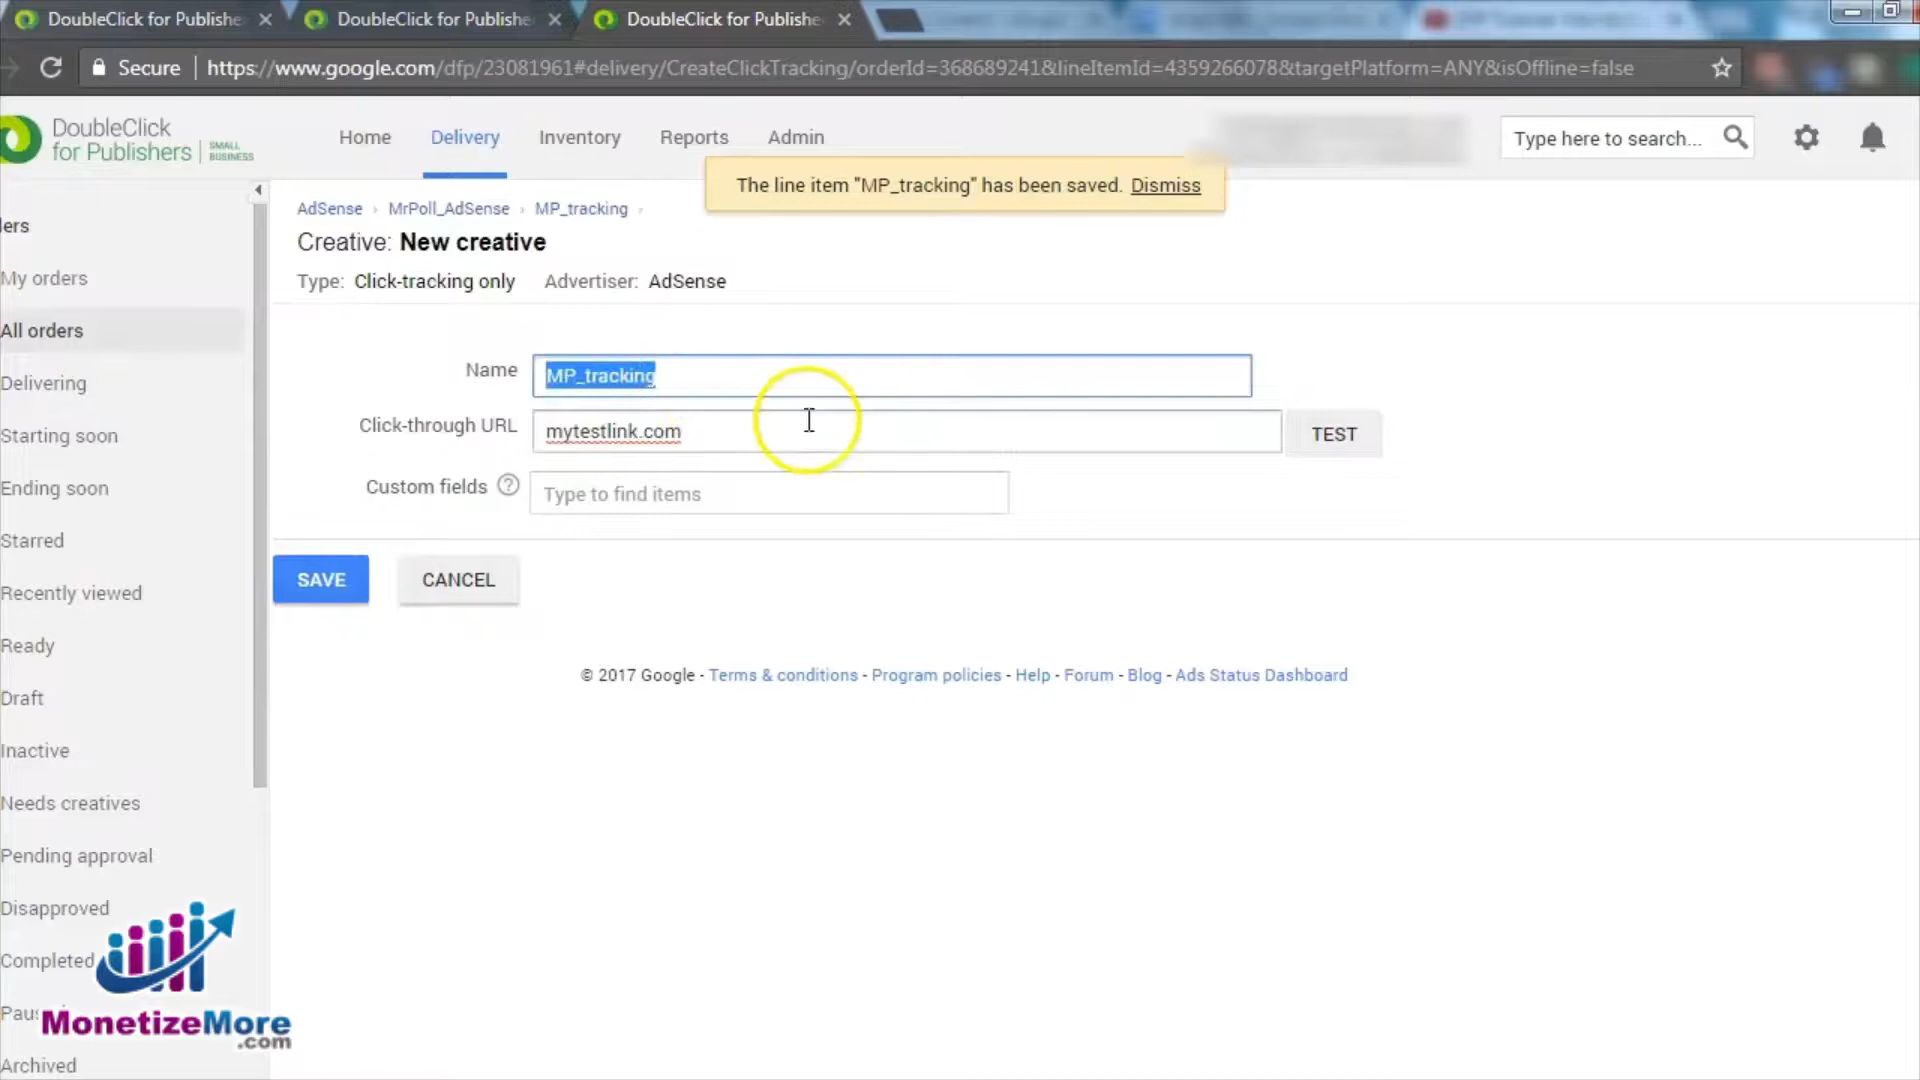 DoubleClick for Publishe
DoubleClick for Publishe
DoubleClick for Publishe
Secure
https://www.google.com/dfp/23081961#delivery/CreateClickTracking/orderId=368689241&lineItemId=4359266078&targetPlatform=ANY&isOffline=false
DoubleClick
for Publishers
SMALL
BUSINESS
Home
Delivery
Inventory
Reports
Admin
Type here to search...
The line item "MP_tracking" has been saved. Dismiss
AdSense › MrPoll_AdSense › MP_tracking ›
Creative: New creative
Type: Click-tracking only Advertiser: AdSense
Name MP_tracking
Click-through URL mytestlink.com TEST
Custom fields ? Type to find items
SAVE CANCEL
© 2017 Google - Terms & conditions - Program policies - Help - Forum - Blog - Ads Status Dashboard
ders
My orders
All orders
Delivering
Starting soon
Ending soon
Starred
Recently viewed
Ready
Draft
Inactive
Needs creatives
Pending approval
Disapproved
Completed
Paus
Archived
MonetizeMore
.com